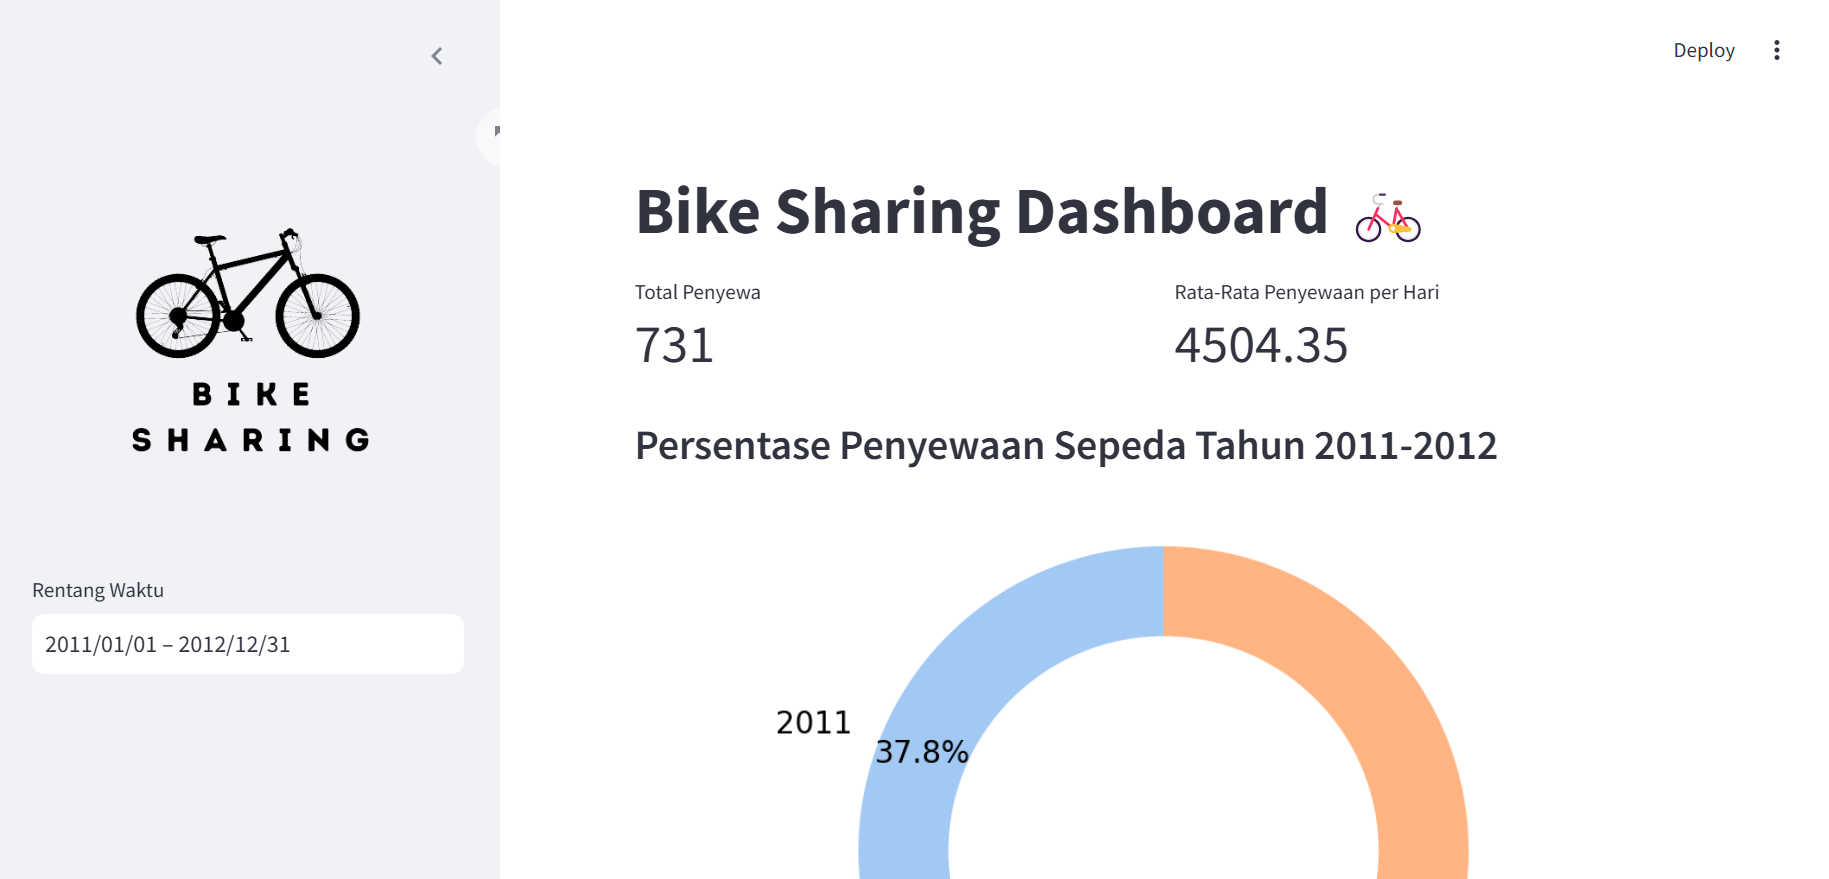 Deploy
BIKE
SHARING
Rentang Waktu
2011/01/01 – 2012/12/31
Bike Sharing Dashboard
Total Penyewa
731
Rata-Rata Penyewaan per Hari
4504.35
Persentase Penyewaan Sepeda Tahun 2011-2012
2011
37.8%